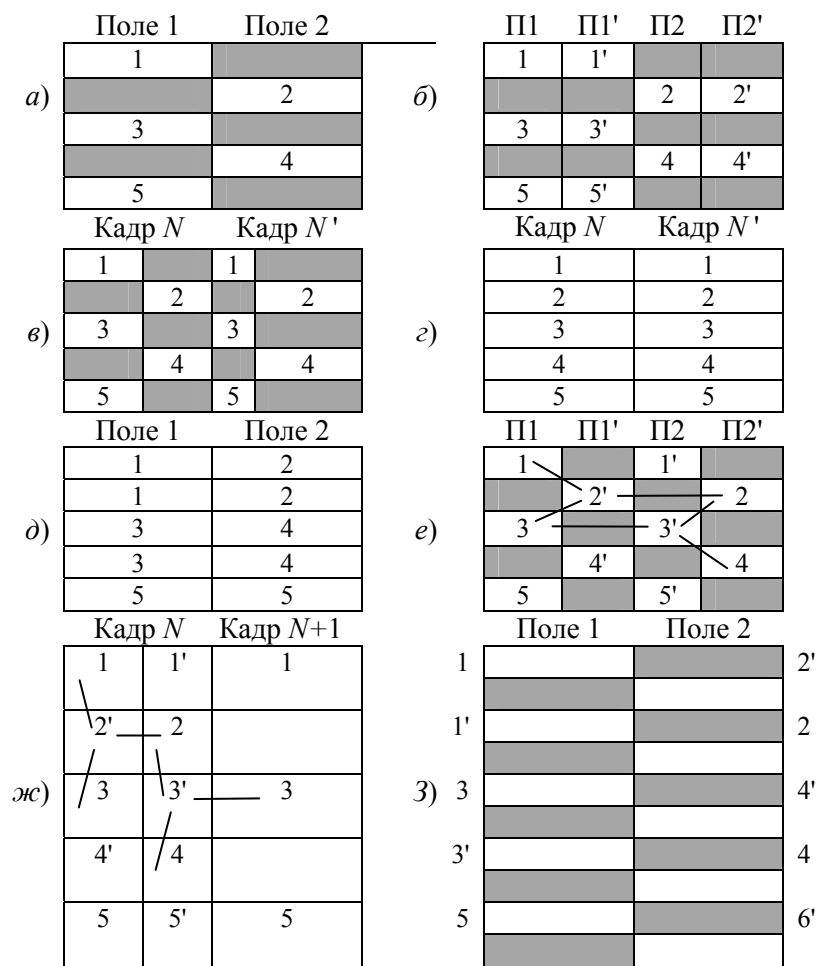 Поле 1 Поле 2
а)
1
2
3
4
5
П1 П1' П2 П2'
б)
1 1'
2 2'
3 3'
4 4'
5 5'
Кадр N Кадр N '
в)
1 1
2 2
3 3
4 4
5 5
Кадр N Кадр N '
г)
1 1
2 2
3 3
4 4
5 5
Поле 1 Поле 2
д)
1 2
1 2
3 4
3 4
5 5
П1 П1' П2 П2'
е)
1 1'
2' 2
3 3'
4' 4
5 5'
Кадр N Кадр N+1
ж)
1 1' 1
2' 2
3 3' 3
4' 4
5 5' 5
Поле 1 Поле 2
З)
1 2'
1' 2
3 4'
3' 4
5 6'